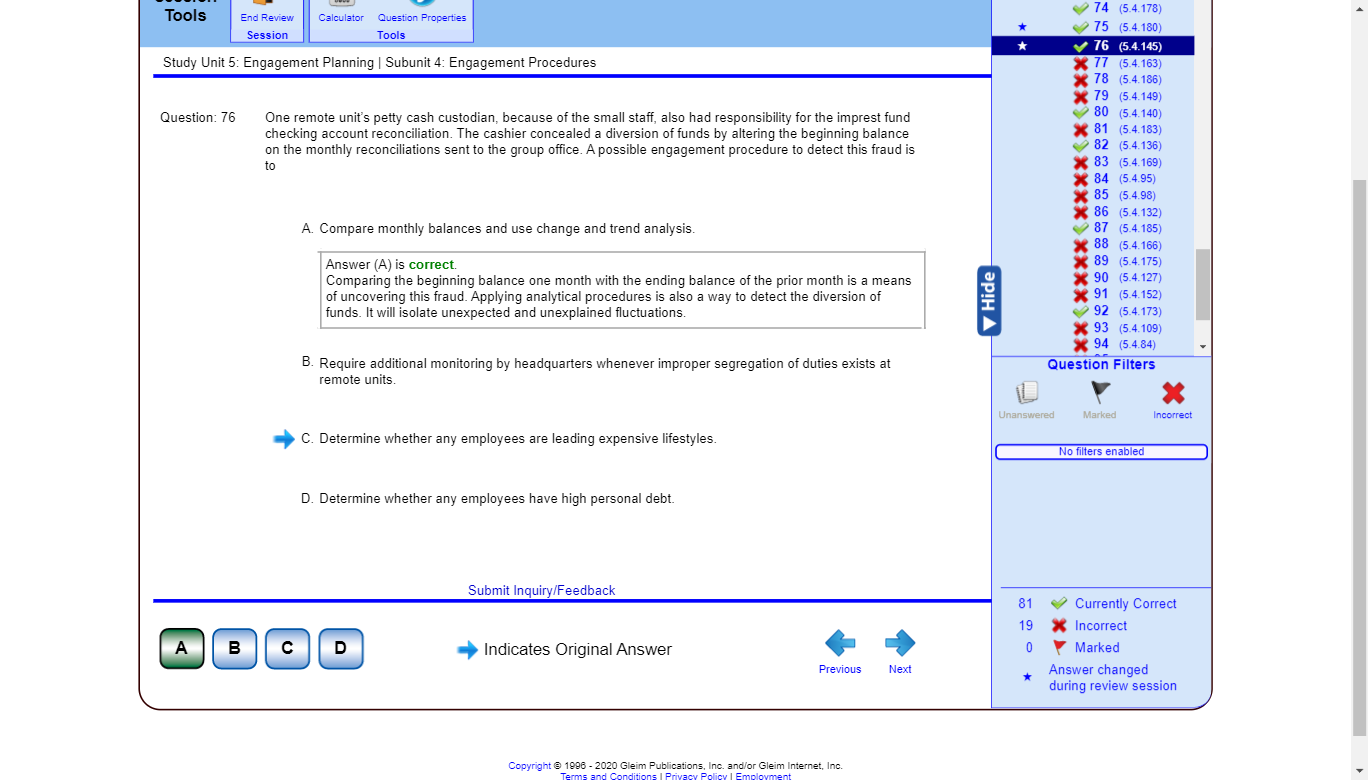 Session
Tools
End Review
Session
Calculator Question Properties
Tools
Study Unit 5: Engagement Planning | Subunit 4: Engagement Procedures
Question: 76
One remote unit's petty cash custodian, because of the small staff, also had responsibility for the imprest fund
checking account reconciliation. The cashier concealed a diversion of funds by altering the beginning balance
on the monthly reconciliations sent to the group office. A possible engagement procedure to detect this fraud is
to
A. Compare monthly balances and use change and trend analysis.
Answer (A) is correct.
Comparing the beginning balance one month with the ending balance of the prior month is a means
of uncovering this fraud. Applying analytical procedures is also a way to detect the diversion of
funds. It will isolate unexpected and unexplained fluctuations.
B. Require additional monitoring by headquarters whenever improper segregation of duties exists at
remote units.
C. Determine whether any employees are leading expensive lifestyles.
D. Determine whether any employees have high personal debt.
Submit Inquiry/Feedback
A B C D
Indicates Original Answer
Previous Next
Hide
74 (5.4.178)
75 (5.4.180)
76 (5.4.145)
77 (5.4.163)
78 (5.4.186)
79 (5.4.149)
80 (5.4.140)
81 (5.4.183)
82 (5.4.136)
83 (5.4.169)
84 (5.4.95)
85 (5.4.98)
86 (5.4.132)
87 (5.4.185)
88 (5.4.166)
89 (5.4.175)
90 (5.4.127)
91 (5.4.152)
92 (5.4.173)
93 (5.4.109)
94 (5.4.84)
Question Filters
Unanswered Marked Incorrect
No filters enabled
81 Currently Correct
19 Incorrect
0 Marked
Answer changed
during review session
Copyright © 1996 - 2020 Gleim Publications, Inc. and/or Gleim Internet, Inc.
Terms and Conditions | Privacy Policy | Employment